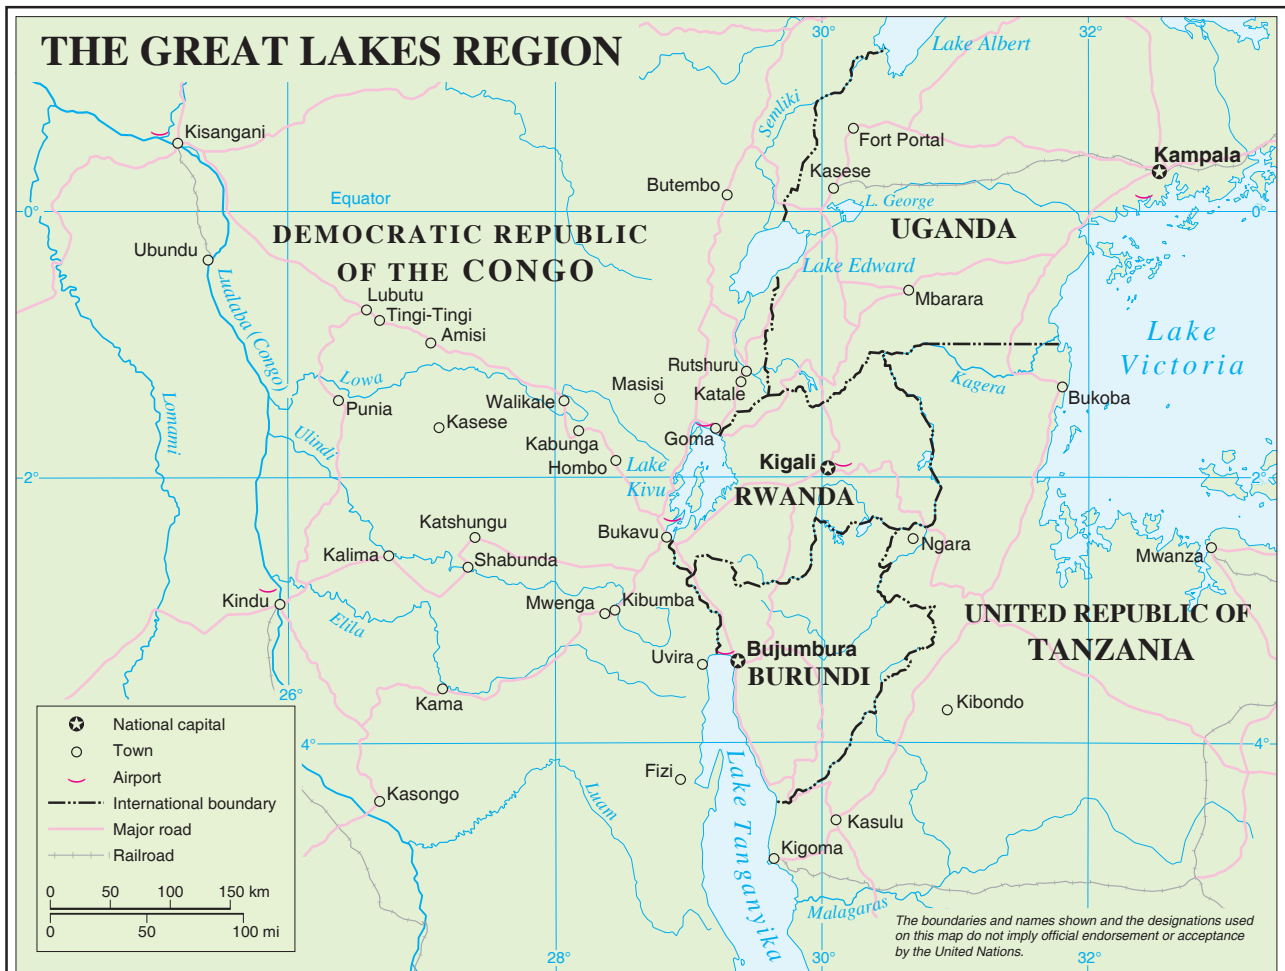 THE GREAT LAKES REGION
30°
32°
Lake Albert
Semliki
Kisangani
Fort Portal
Kampala
Butembo
Kasese
Equator
L. George
0°
0°
UGANDA
DEMOCRATIC REPUBLIC
OF THE CONGO
Ubundu
Lake Edward
Mbarara
Lualaba (Congo)
Lubutu
Tingi-Tingi
Amisi
Lake
Victoria
Rutshuru
Masisi
Katale
Kagera
Lowa
Bukoba
Punia
Walikale
Lomami
Kasese
Kabunga
Goma
Ulindi
Hombo
Lake
Kivu
Kigali
2°
2°
RWANDA
Katshungu
Bukavu
Ngara
Kalima
Shabunda
Mwanza
Kindu
Mwenga
Kibumba
Elila
UNITED REPUBLIC OF
TANZANIA
Uvira
Bujumbura
BURUNDI
26°
Kama
Kibondo
National capital
Town
Airport
International boundary
Major road
Railroad
0 50 100 150 km
0 50 100 mi
4°
4°
Fizi
Lake Tanganyika
Luam
Kasongo
Kasulu
Kigoma
Malagaras
The boundaries and names shown and the designations used
on this map do not imply official endorsement or acceptance
by the United Nations.
28°
30°
32°